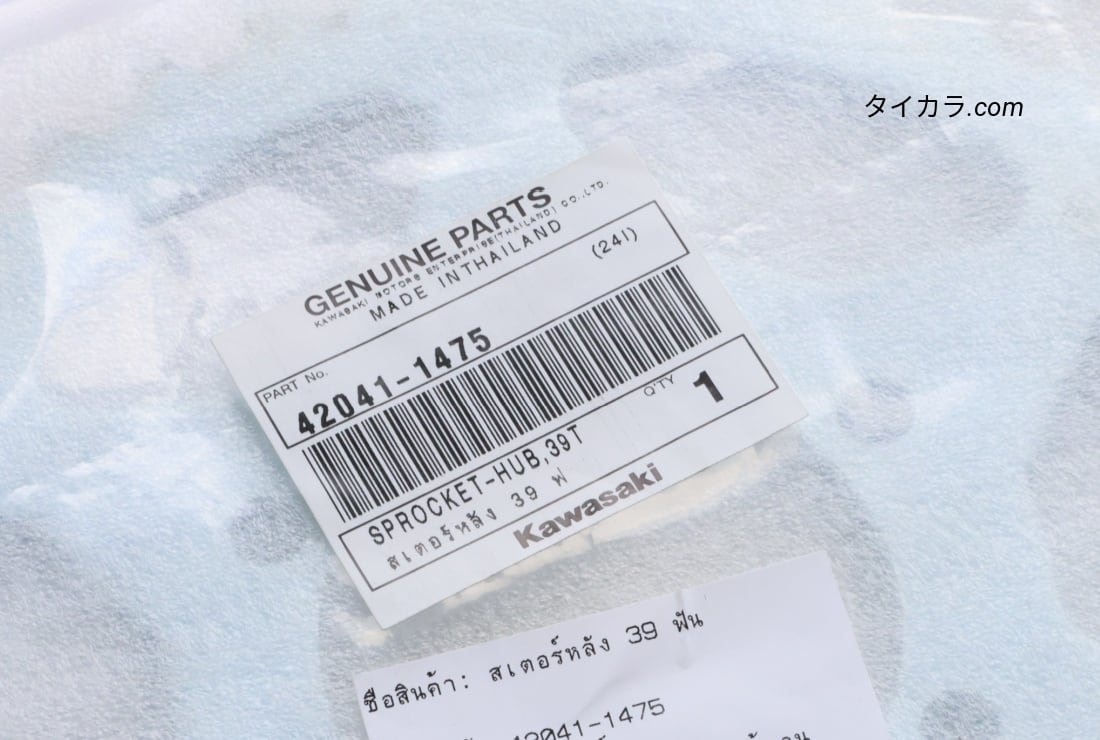 タイカラ.com
GENUINE PARTS
KAWASAKI MOTORS ENTERPRISE(THAILAND) CO.,LTD.
MADE INTHAILAND
(24I)
PART No.
42041-1475
SPROCKET-HUB,39T
สเตอร์หลัง 39 ฟ
Q'TY 1
Kawasaki
ชื่อสินค้า: สเตอร์หลัง 39 ฟัน
42041-1475